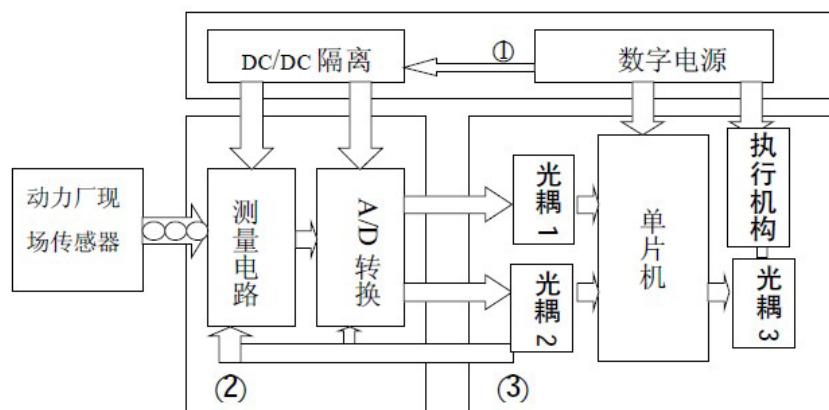 DC/DC 隔离
①
数字电源
动力厂现
场传感器
测量电路
A/D 转换
光耦 1
光耦 2
单片机
执行机构
光耦 3
②
③